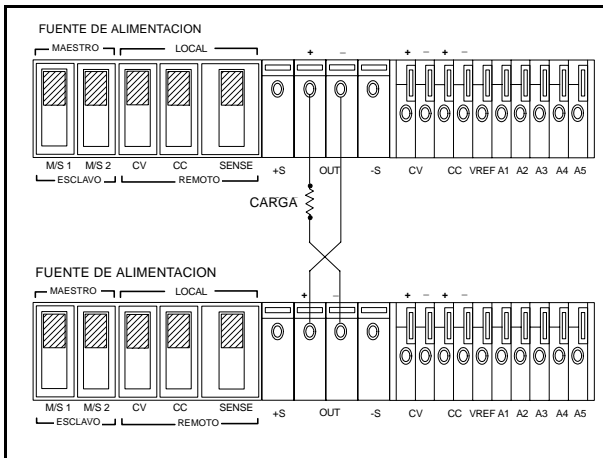 FUENTE DE ALIMENTACION
MAESTRO LOCAL
+ – + – + –
M/S 1 M/S 2 CV CC SENSE +S OUT -S CV CC VREF A1 A2 A3 A4 A5
ESCLAVO REMOTO
CARGA
FUENTE DE ALIMENTACION
MAESTRO LOCAL
+ – + – + –
M/S 1 M/S 2 CV CC SENSE +S OUT -S CV CC VREF A1 A2 A3 A4 A5
ESCLAVO REMOTO